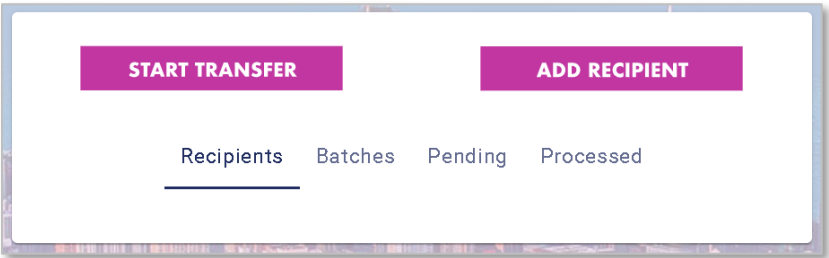 START TRANSFER
ADD RECIPIENT
Recipients Batches Pending Processed